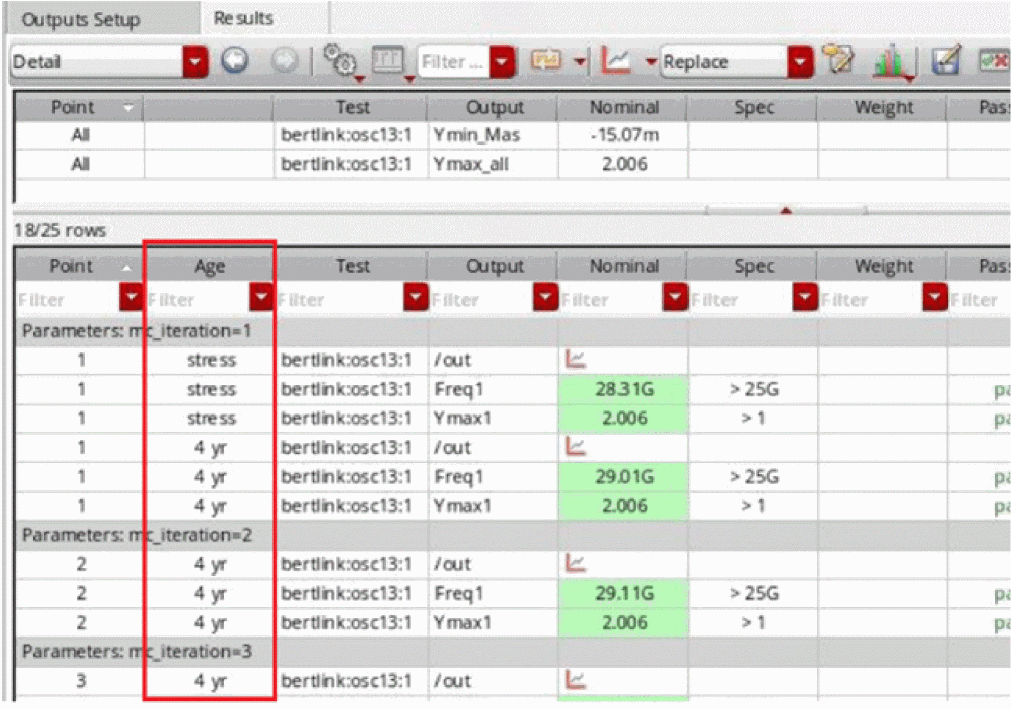 Outputs Setup Results
Detail Filter ... Replace
Point Test Output Nominal Spec Weight Pas
All bertlink:osc13:1 Ymin_Mas -15.07m
All bertlink:osc13:1 Ymax_all 2.006
18/25 rows
Point Age Test Output Nominal Spec Weight Pas
Filter Filter Filter Filter Filter Filter Filter Filter
Parameters: mc_iteration=1
1 stress bertlink:osc13:1 /out
1 stress bertlink:osc13:1 Freq1 28.31G > 25G pa
1 stress bertlink:osc13:1 Ymax1 2.006 > 1 pa
1 4 yr bertlink:osc13:1 /out
1 4 yr bertlink:osc13:1 Freq1 29.01G > 25G pa
1 4 yr bertlink:osc13:1 Ymax1 2.006 > 1 pa
Parameters: mc_iteration=2
2 4 yr bertlink:osc13:1 /out
2 4 yr bertlink:osc13:1 Freq1 29.11G > 25G pa
2 4 yr bertlink:osc13:1 Ymax1 2.006 > 1 pa
Parameters: mc_iteration=3
3 4 yr bertlink:osc13:1 /out